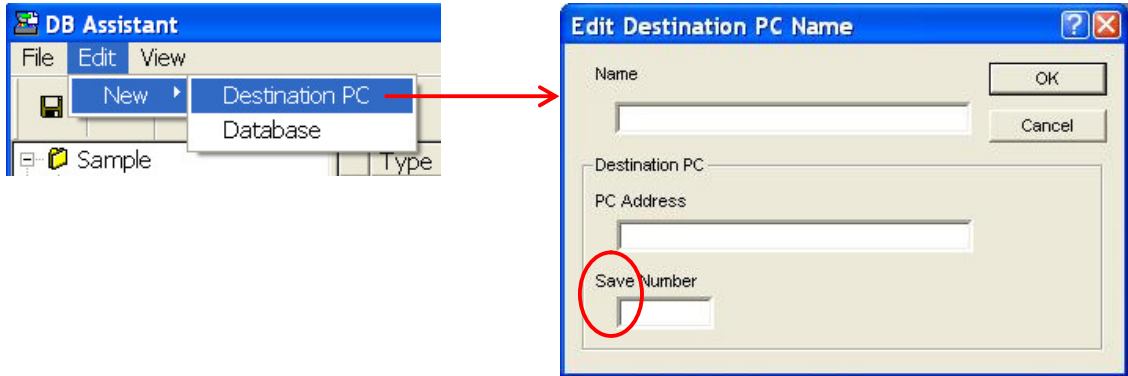 DB Assistant
File Edit View
New Destination PC
Database
Sample Type
Edit Destination PC Name
Name
OK
Cancel
Destination PC
PC Address
Save Number